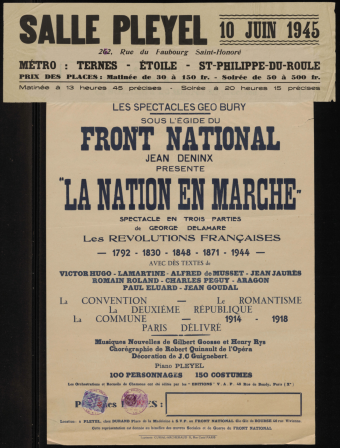 SALLE PLEYEL
10 JUIN 1945
252, Rue du Faubourg Saint-Honoré
MÉTRO : TERNES - ÉTOILE - ST-PHILIPPE-DU-ROULE
PRIX DES PLACES : Matinée de 30 à 150 fr. - Soirée de 50 à 500 fr.
Matinée à 13 heures 45 précises - Soirée à 20 heures 15 précises
LES SPECTACLES GEO BURY
SOUS L'EGIDE DU
FRONT NATIONAL
JEAN DENINX
PRESENTE
"LA NATION EN MARCHE"
SPECTACLE EN TROIS PARTIES
de GEORGE DELAMARE
Les REVOLUTIONS FRANÇAISES
— 1792 - 1830 - 1848 - 1871 - 1944 —
AVEC DES TEXTES de
VICTOR HUGO - LAMARTINE - ALFRED de MUSSET - JEAN JAURÈS
ROMAIN ROLAND - CHARLES PEGUY - ARAGON
PAUL ELUARD - JEAN GOUDAL
La CONVENTION — Le ROMANTISME
La DEUXIÈME RÉPUBLIQUE
La COMMUNE — 1914 - 1918
PARIS DÉLIVRÉ
Musiques Nouvelles de Gilbert Guesso et Henry Rys
Chorégraphie de Robert Quinault de l'Opéra
Décoration de J.C Guignebert
Piano PLEYEL
100 PERSONNAGES 150 COSTUMES